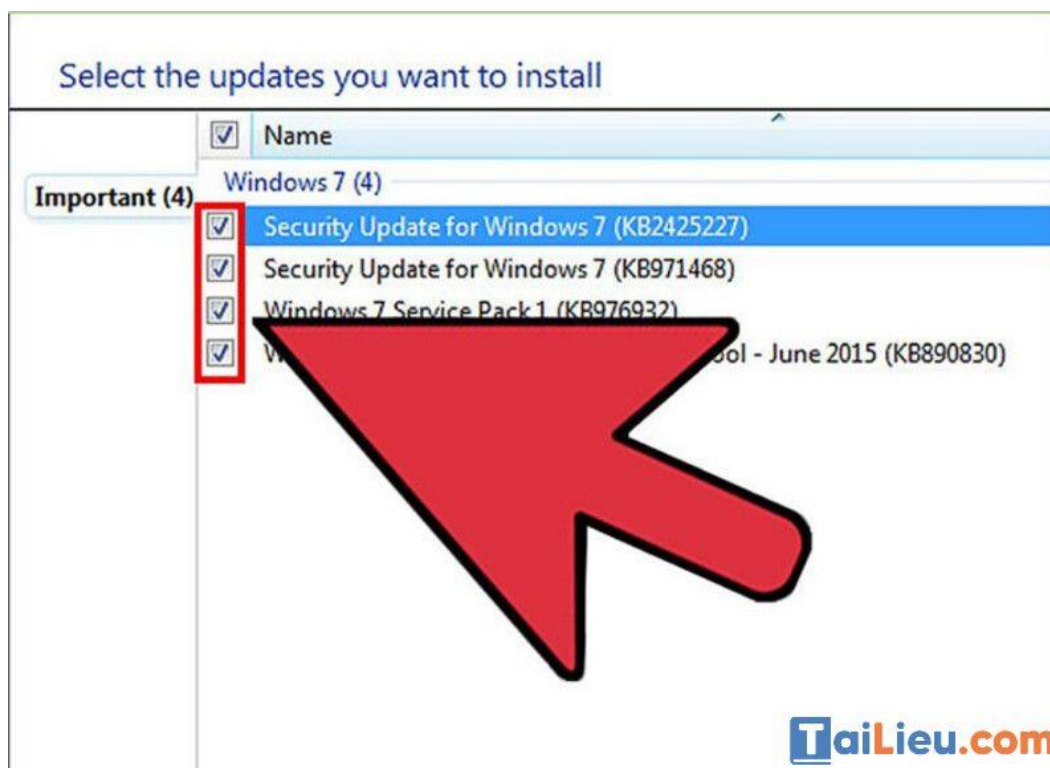 Select the updates you want to install
Name
Important (4)
Windows 7 (4)
Security Update for Windows 7 (KB2425227)
Security Update for Windows 7 (KB971468)
Windows 7 Service Pack 1 (KB976932)
- June 2015 (KB890830)
TaiLieu.com